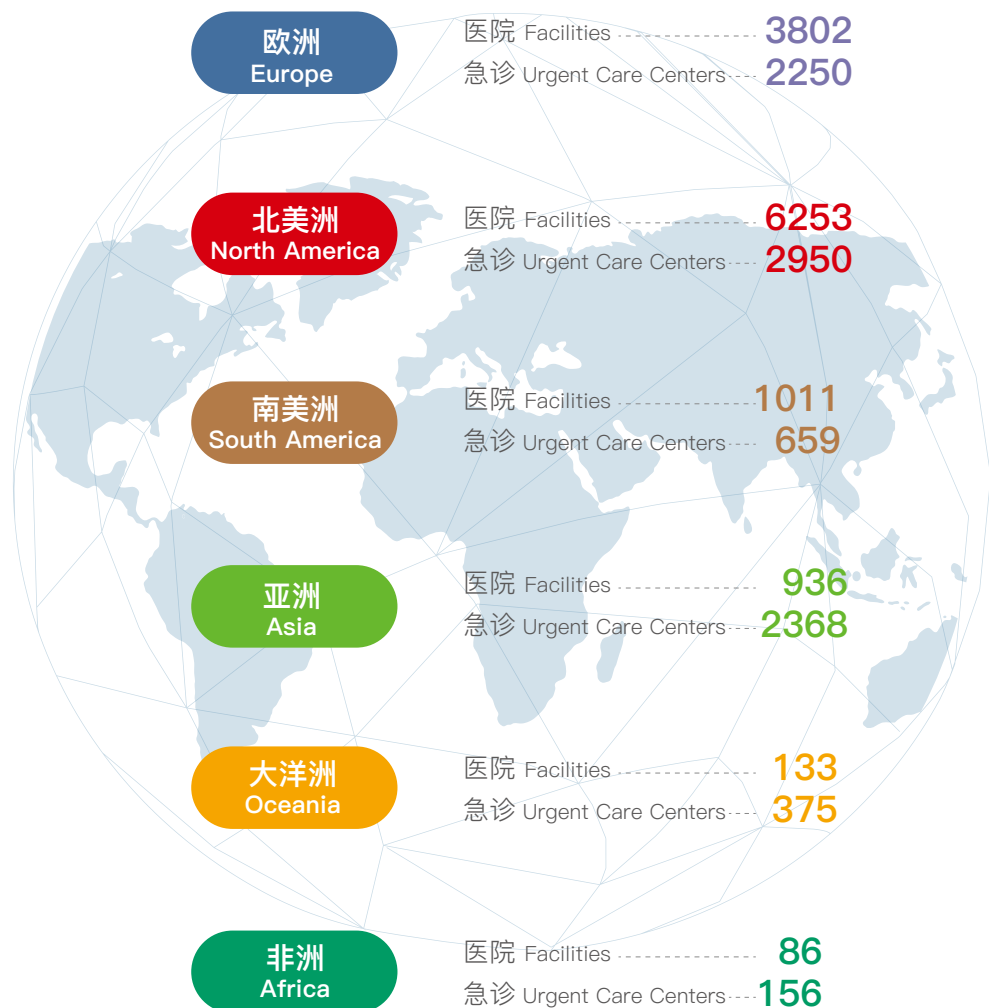 欧洲
Europe
医院 Facilities 3802
急诊 Urgent Care Centers 2250
北美洲
North America
医院 Facilities 6253
急诊 Urgent Care Centers 2950
南美洲
South America
医院 Facilities 1011
急诊 Urgent Care Centers 659
亚洲
Asia
医院 Facilities 936
急诊 Urgent Care Centers 2368
大洋洲
Oceania
医院 Facilities 133
急诊 Urgent Care Centers 375
非洲
Africa
医院 Facilities 86
急诊 Urgent Care Centers 156